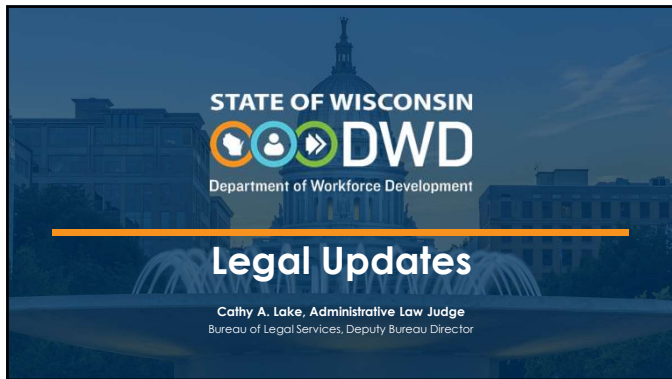 STATE OF WISCONSIN
DWD
Department of Workforce Development
Legal Updates
Cathy A. Lake, Administrative Law Judge
Bureau of Legal Services, Deputy Bureau Director